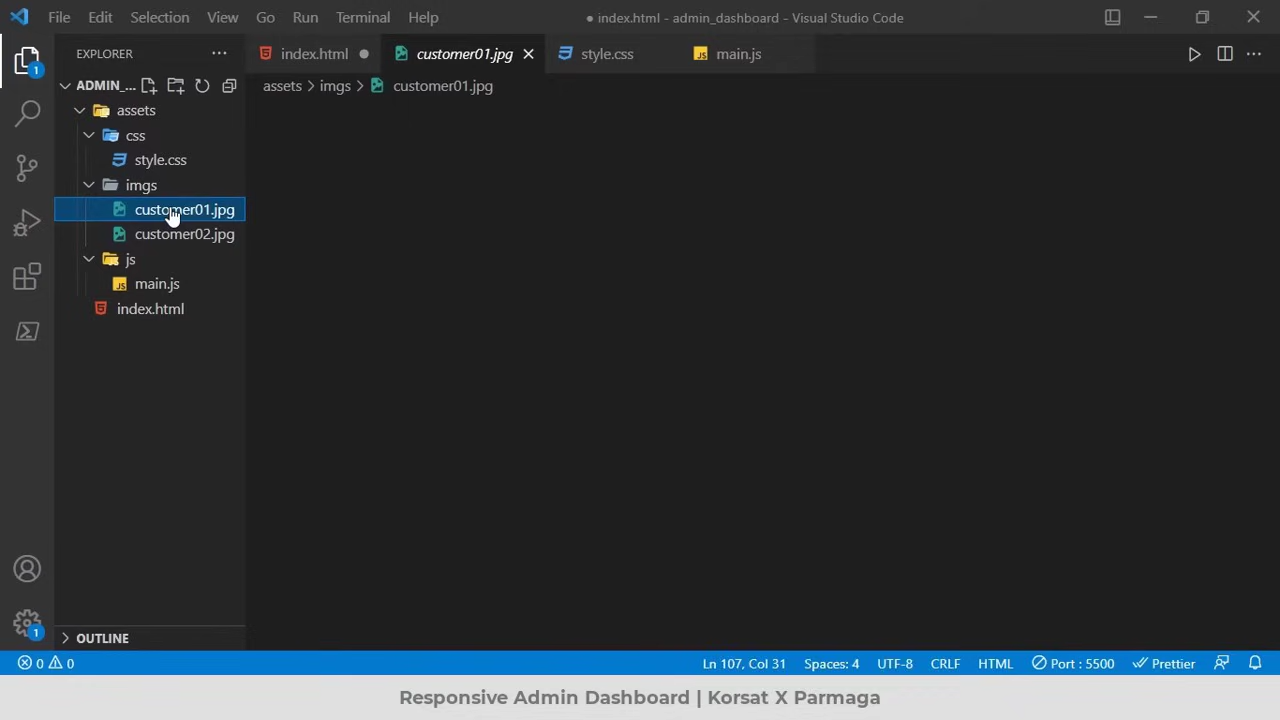 File Edit Selection View Go Run Terminal Help
● index.html - admin_dashboard - Visual Studio Code
EXPLORER ...
index.html ●
customer01.jpg
style.css
main.js
ADMIN_...
assets > imgs > customer01.jpg
assets
css
style.css
imgs
customer01.jpg
customer02.jpg
js
main.js
index.html
1
1
OUTLINE
0 0 Ln 107, Col 31 Spaces: 4 UTF-8 CRLF HTML Port : 5500 Prettier
Responsive Admin Dashboard | Korsat X Parmaga